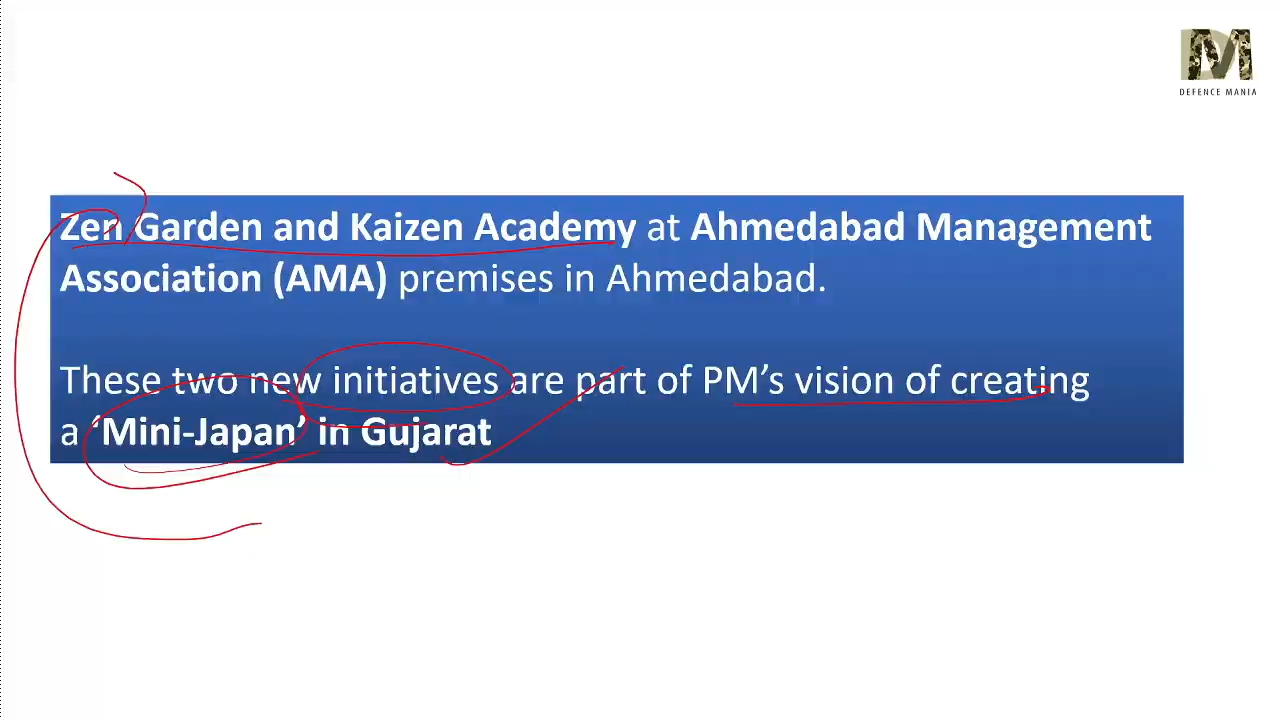 DEFENCE MANIA
Zen Garden and Kaizen Academy at Ahmedabad Management
Association (AMA) premises in Ahmedabad.
These two new initiatives are part of PM’s vision of creating
a ‘Mini-Japan’ in Gujarat